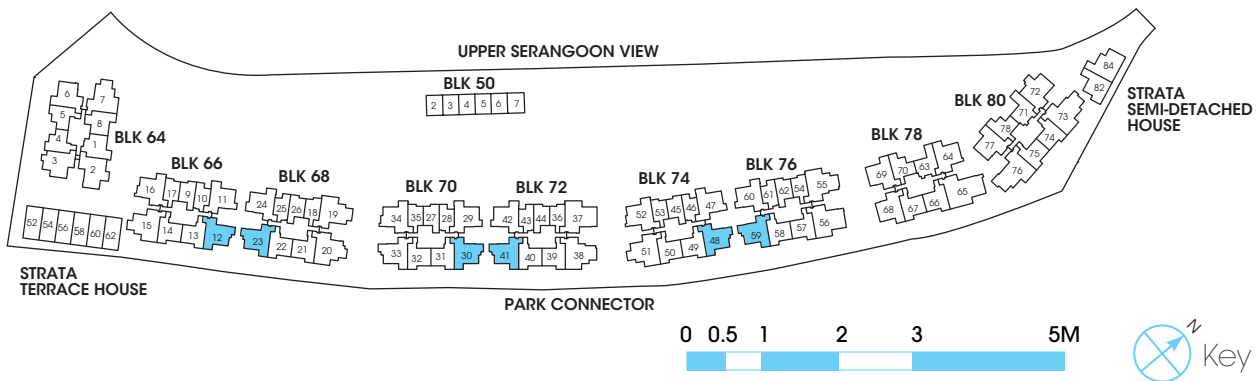 UPPER SERANGOON VIEW
BLK 50
2 3 4 5 6 7
6 7
5 8
4 1
3 2
BLK 64
BLK 66
16 17 9 10 11
15 14 13 12
BLK 68
24 25 26 18 19
23 22 21 20
BLK 70
34 35 27 28 29
33 32 31 30
BLK 72
42 43 44 36 37
41 40 39 38
BLK 74
52 53 45 46 47
51 50 49 48
BLK 76
60 61 62 54 55
59 58 57 56
BLK 78
69 70 63 64
68 67 66 65
BLK 80
72
71 73
78 74
77 75
76
84
82
STRATA
SEMI-DETACHED
HOUSE
52 54 56 58 60 62
STRATA
TERRACE HOUSE
PARK CONNECTOR
0 0.5 1 2 3 5M
N
Key